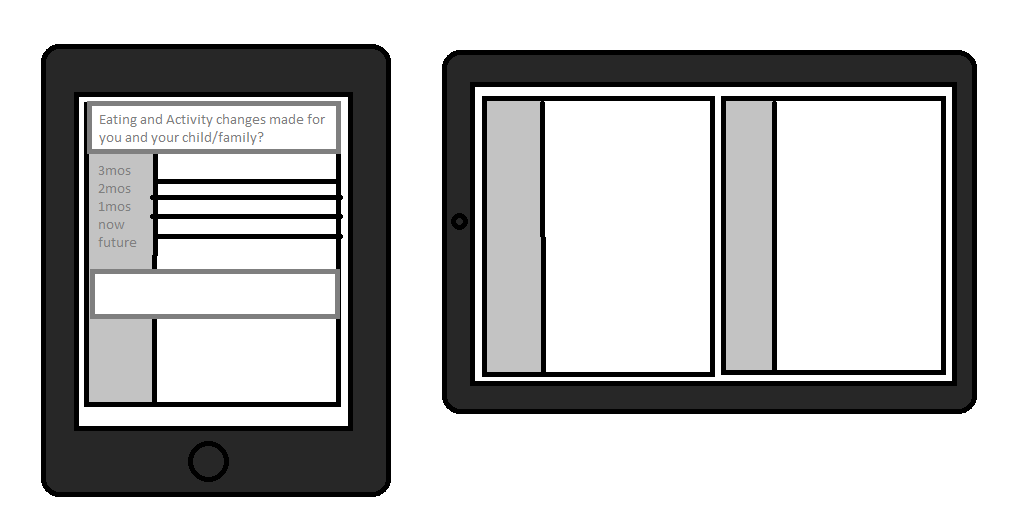 Eating and Activity changes made for
you and your child/family?
3mos
2mos
1mos
now
future